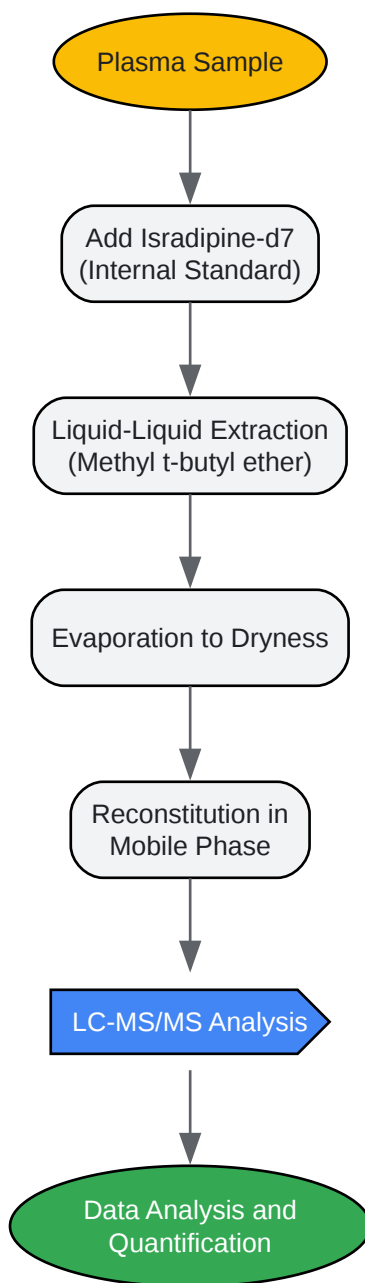 Plasma Sample
Add Isradipine-d7
(Internal Standard)
Liquid-Liquid Extraction
(Methyl t-butyl ether)
Evaporation to Dryness
Reconstitution in
Mobile Phase
LC-MS/MS Analysis
Data Analysis and
Quantification